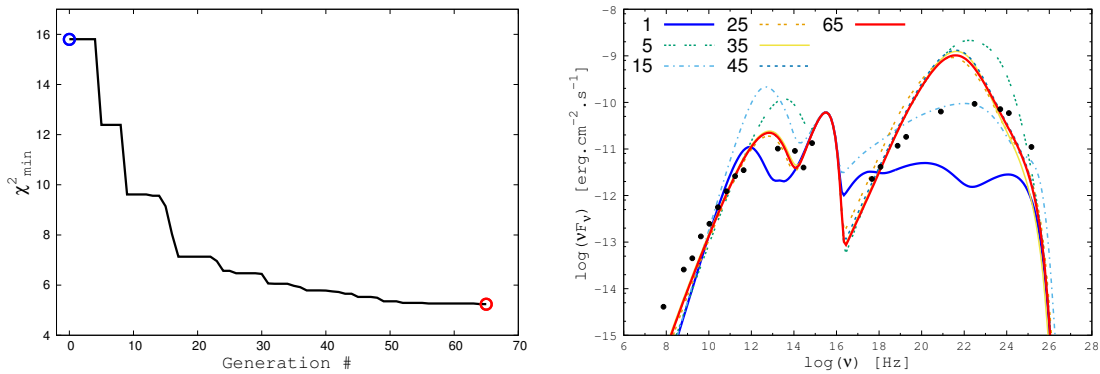 16
14
12
10
8
6
4
χ²min
0 10 20 30 40 50 60 70
Generation #
-8
-9
-10
-11
-12
-13
-14
-15
log(νFν) [erg.cm⁻².s⁻¹]
1 25 65
5 35
15 45
6 8 10 12 14 16 18 20 22 24 26 28
log(ν) [Hz]